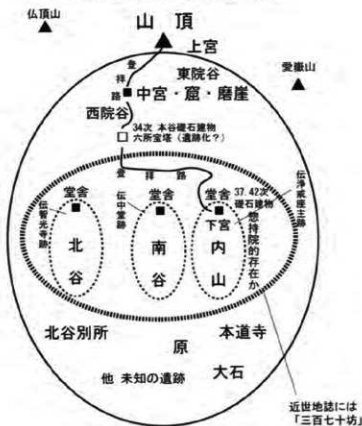 仏頂山
山頂
上宮
登拝路
東院谷
愛嶽山
中宮・窟・磨崖
西院谷
34次 本谷礎石建物
六所宝塔（遺跡化？）
登拝路
堂舎
堂舎
堂舎
37.42次
礎石建物
下宮
伝浄戒座主跡
惣持院的存在か
伝智光寺跡
伝中堂跡
北谷
南谷
内山
北谷別所
本道寺
原
大石
他 未知の遺跡
近世地誌には
「三百七十坊」